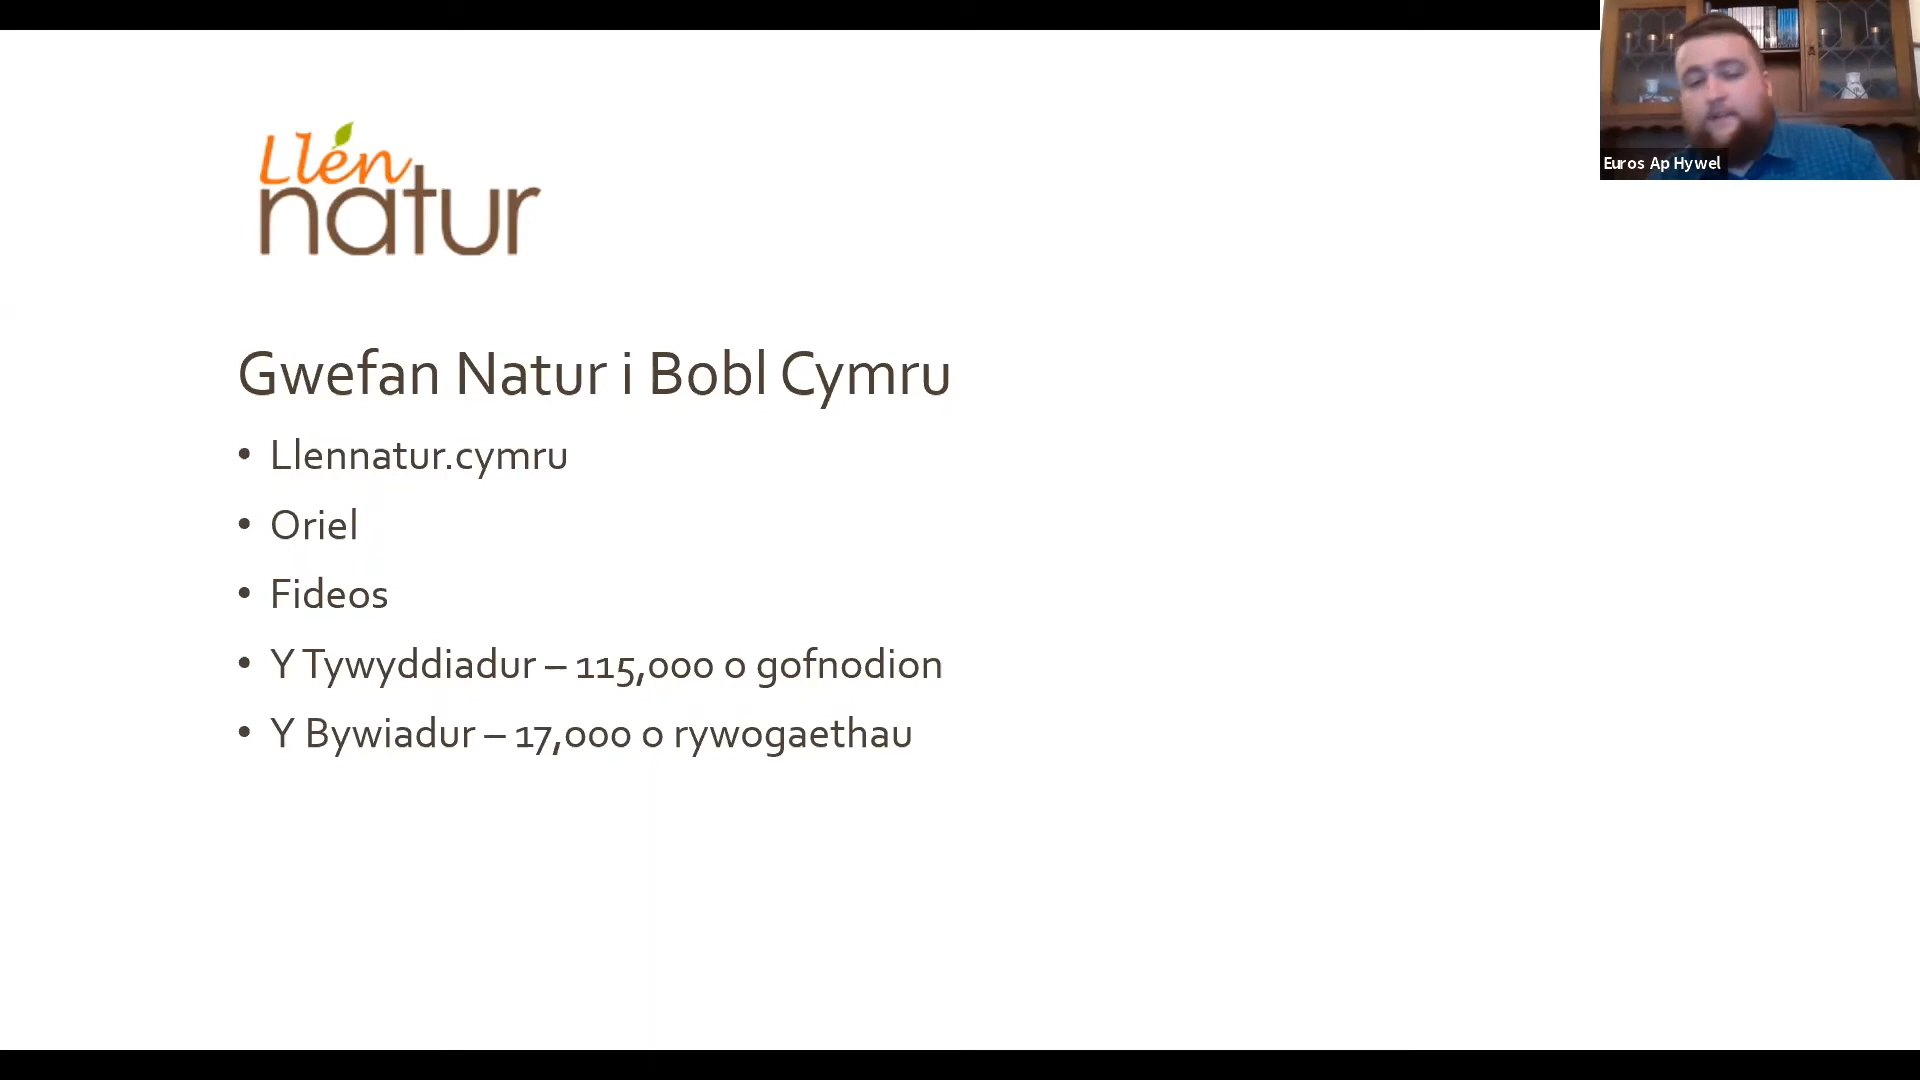 Llên
natur
Euros Ap Hywel
Gwefan Natur i Bobl Cymru
• Llennatur.cymru
• Oriel
• Fideos
• Y Tywyddiadur – 115,000 o gofnodion
• Y Bywiadur – 17,000 o rywogaethau